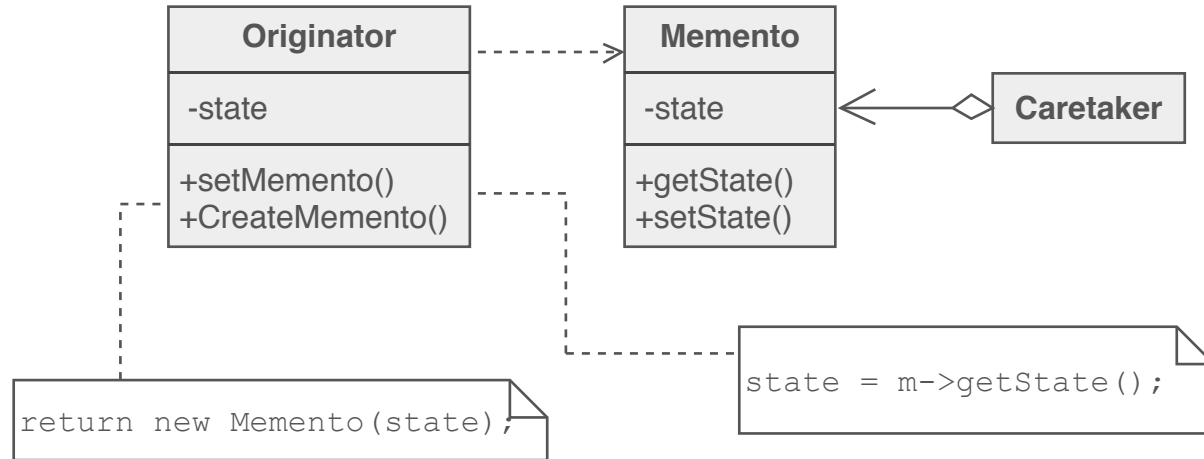 Originator
-state
+setMemento()
+CreateMemento()
Memento
-state
+getState()
+setState()
Caretaker
return new Memento(state);
state = m->getState();